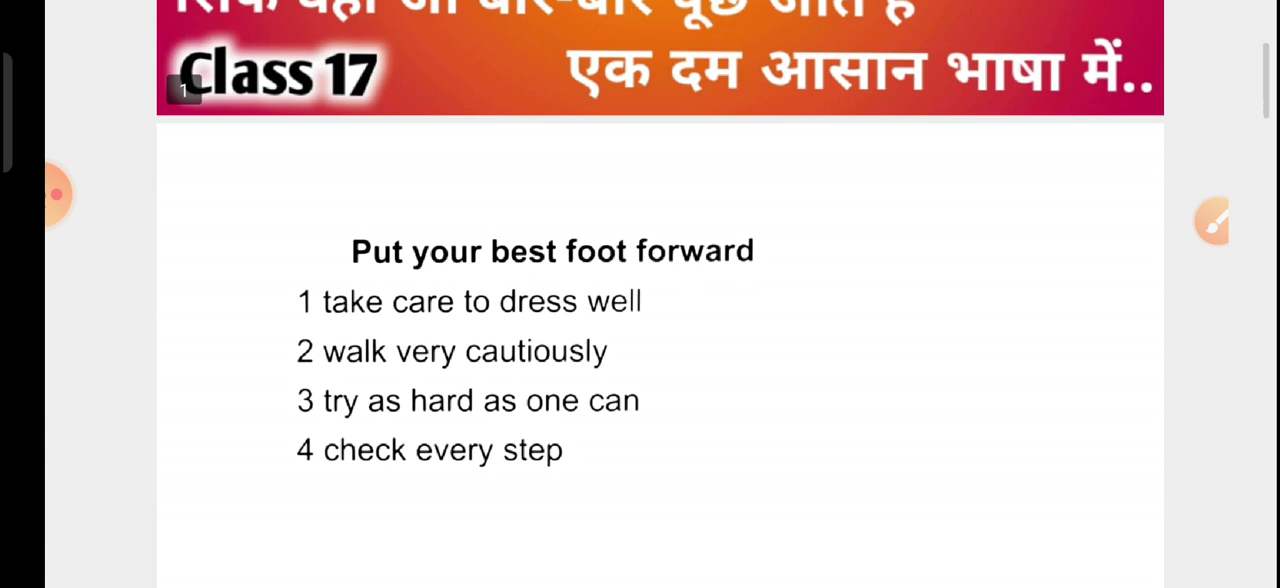 Class 17
एक दम आसान भाषा में..
1
Put your best foot forward
1 take care to dress well
2 walk very cautiously
3 try as hard as one can
4 check every step